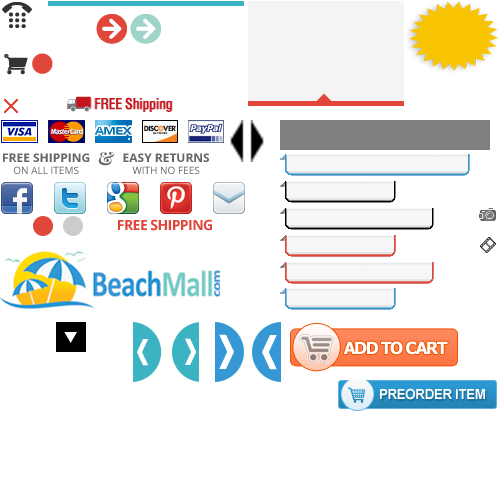 FREE Shipping
VISA
MasterCard
AMEX
DISCOVER
PayPal
FREE SHIPPING & EASY RETURNS
ON ALL ITEMS WITH NO FEES
f
t
g
FREE SHIPPING
BeachMall.com
ADD TO CART
PREORDER ITEM